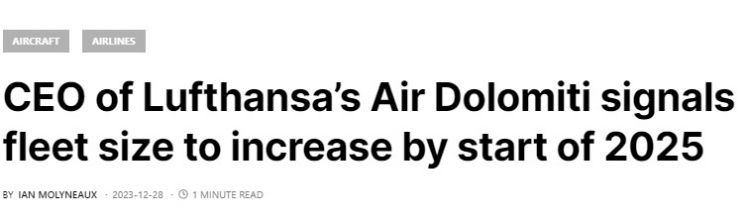 AIRCRAFT AIRLINES
CEO of Lufthansa’s Air Dolomiti signals
fleet size to increase by start of 2025
BY IAN MOLYNEAUX · 2023-12-28 · 1 MINUTE READ